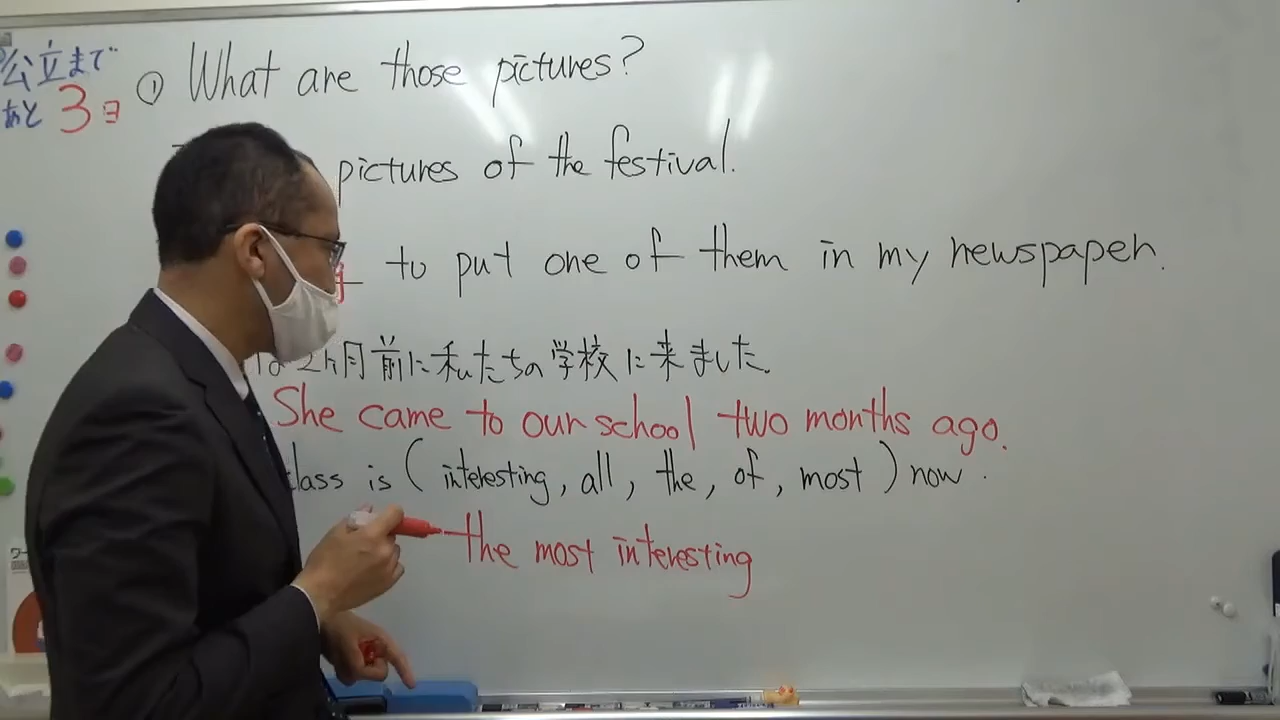 公立まで
あと3日
① What are those pictures?
pictures of the festival.
to put one of them in my newspaper.
は2ヶ月前に私たちの学校に来ました。
She came to our school two months ago.
class is ( interesting, all, the, of, most ) now.
the most interesting